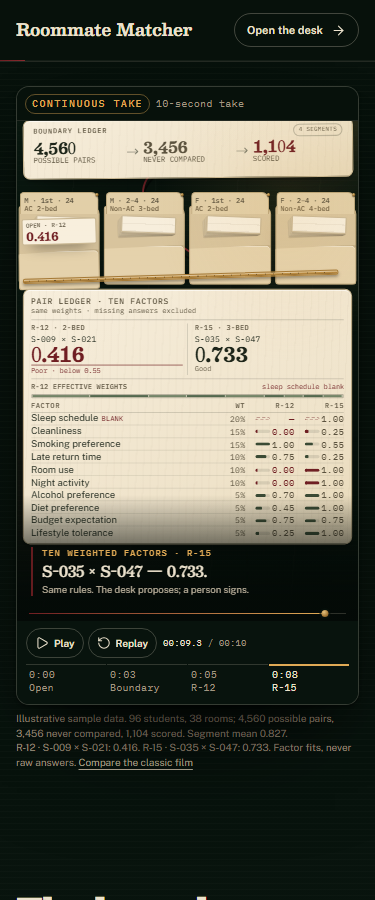 Roommate Matcher
Open the desk →
CONTINUOUS TAKE 10-second take
BOUNDARY LEDGER
4 SEGMENTS
4,560 → 3,456 → 1,104
POSSIBLE PAIRS NEVER COMPARED SCORED
M · 1st · 24 M · 2-4 · 24 F · 1st · 24 F · 2-4 · 24
AC 2-bed Non-AC 3-bed AC 2-bed Non-AC 4-bed
OPEN · R-12
0.416
PAIR LEDGER · TEN FACTORS
same weights · missing answers excluded
R-12 · 2-BED R-15 · 3-BED
S-009 × S-021 S-035 × S-047
0.416 0.733
Poor · below 0.55 Good
R-12 EFFECTIVE WEIGHTS sleep schedule blank
FACTOR WT R-12 R-15
Sleep schedule BLANK 20% — 1.00
Cleanliness 15% 0.00 0.25
Smoking preference 15% 1.00 0.55
Late return time 10% 0.75 0.25
Room use 10% 0.00 1.00
Night activity 10% 0.00 1.00
Alcohol preference 5% 0.70 1.00
Diet preference 5% 0.45 1.00
Budget expectation 5% 0.75 0.75
Lifestyle tolerance 5% 0.25 1.00
TEN WEIGHTED FACTORS · R-15
S-035 × S-047 — 0.733.
Same rules. The desk proposes; a person signs.
Play Replay 00:09.3 / 00:10
0:00 0:03 0:05 0:08
Open Boundary R-12 R-15
Illustrative sample data. 96 students, 38 rooms; 4,560 possible pairs,
3,456 never compared, 1,104 scored. Segment mean 0.827.
R-12 · S-009 × S-021: 0.416. R-15 · S-035 × S-047: 0.733. Factor fits, never
raw answers. Compare the classic film